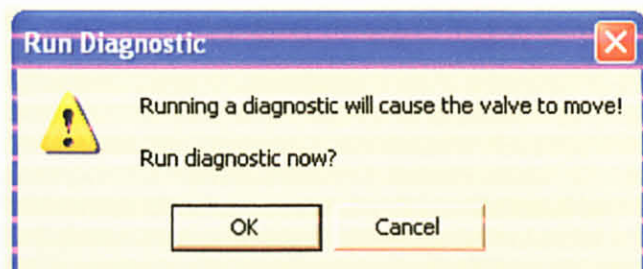 Run Diagnostic
Running a diagnostic will cause the valve to move!
Run diagnostic now?
OK
Cancel